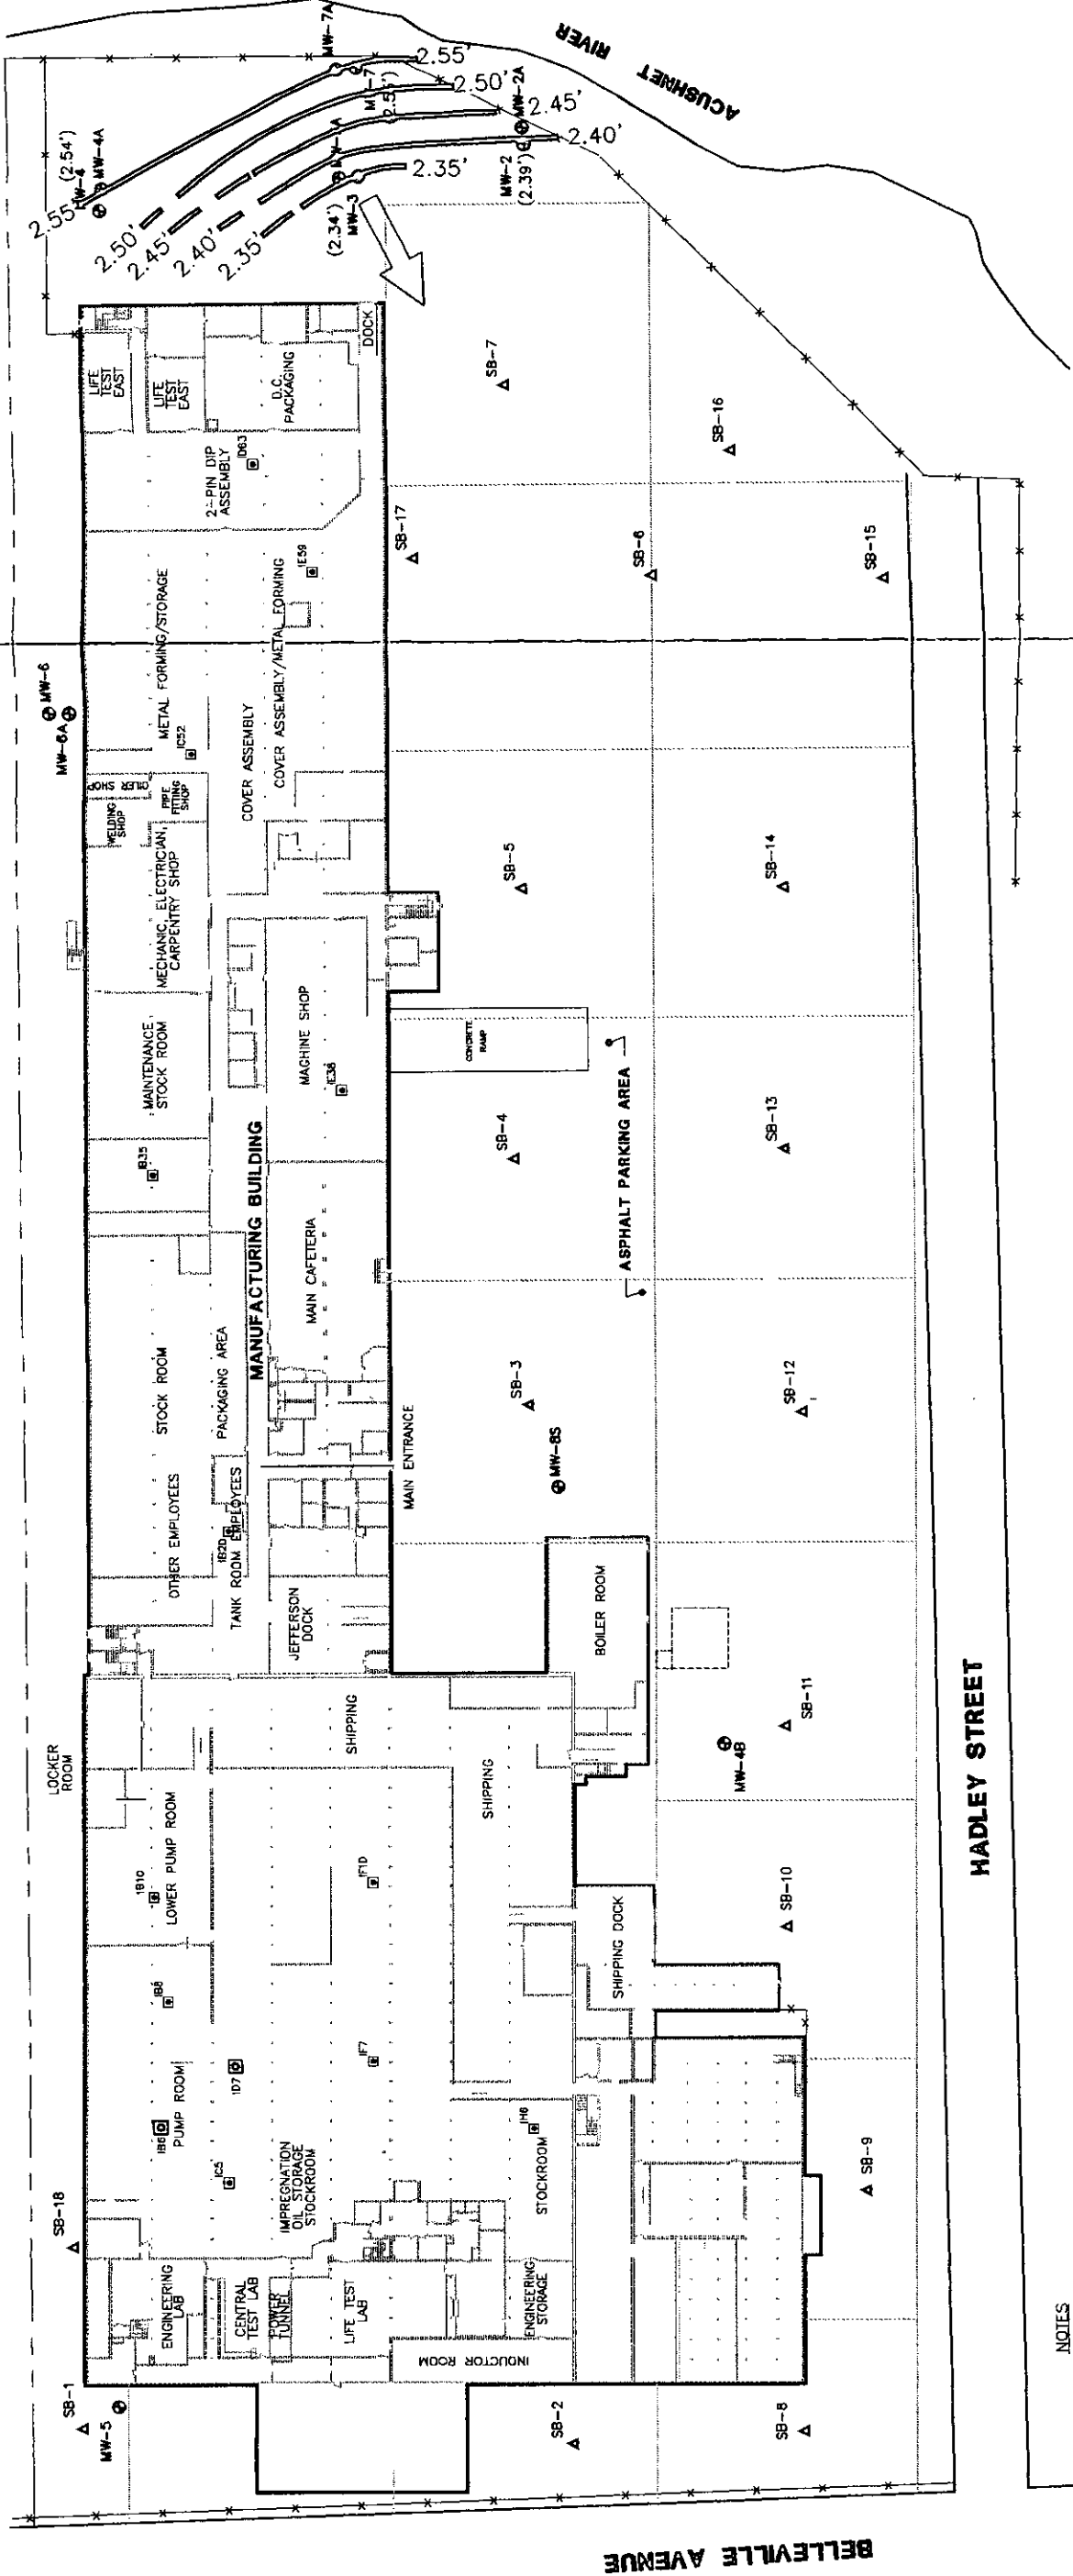 ACUSHNET RIVER
MW-7A
2.55'
2.50'
MW-2A
2.45'
2.40'
2.35'
MW-2
(2.39')
(2.54')
MW-4A
2.55'
2.50'
2.45'
2.40'
2.35'
(2.34')
MW-3
DOCK
LIFE
TEST
EAST
LIFE
TEST
EAST
D.C.
PACKAGING
2-PIN DIP
ASSEMBLY
ID63
SB-7
SB-16
SB-17
SB-6
SB-15
IE59
METAL FORMING/STORAGE
COVER ASSEMBLY/METAL FORMING
COVER ASSEMBLY
MW-6
MW-6A
IC52
WELDING
SHOP
PIPE
FITTING
SHOP
MECHANIC, ELECTRICIAN,
CARPENTRY SHOP
SB-5
SB-14
MAINTENANCE
STOCK ROOM
MACHINE SHOP
IE38
CONCRETE
RAMP
IB35
SB-4
SB-13
ASPHALT PARKING AREA
MANUFACTURING BUILDING
MAIN CAFETERIA
STOCK ROOM
PACKAGING AREA
SB-3
SB-12
MW-8S
MAIN ENTRANCE
OTHER EMPLOYEES
IB20
TANK ROOM EMPLOYEES
JEFFERSON
DOCK
BOILER ROOM
LOCKER
ROOM
SHIPPING
SHIPPING
SB-11
MW-4B
LOWER PUMP ROOM
IB10
IF10
SB-10
SHIPPING DOCK
HADLEY STREET
IB8
IF7
ID7
PUMP ROOM
IB6
IC5
IH6
IMPREGNATION
OIL STORAGE
STOCKROOM
STOCKROOM
SB-9
SB-18
ENGINEERING
LAB
CENTRAL
TEST LAB
POWER
TUNNEL
LIFE TEST
LAB
ENGINEERING
STORAGE
INDUCTOR ROOM
SB-1
MW-5
SB-2
SB-8
BELLEVILLE AVENUE
NOTES